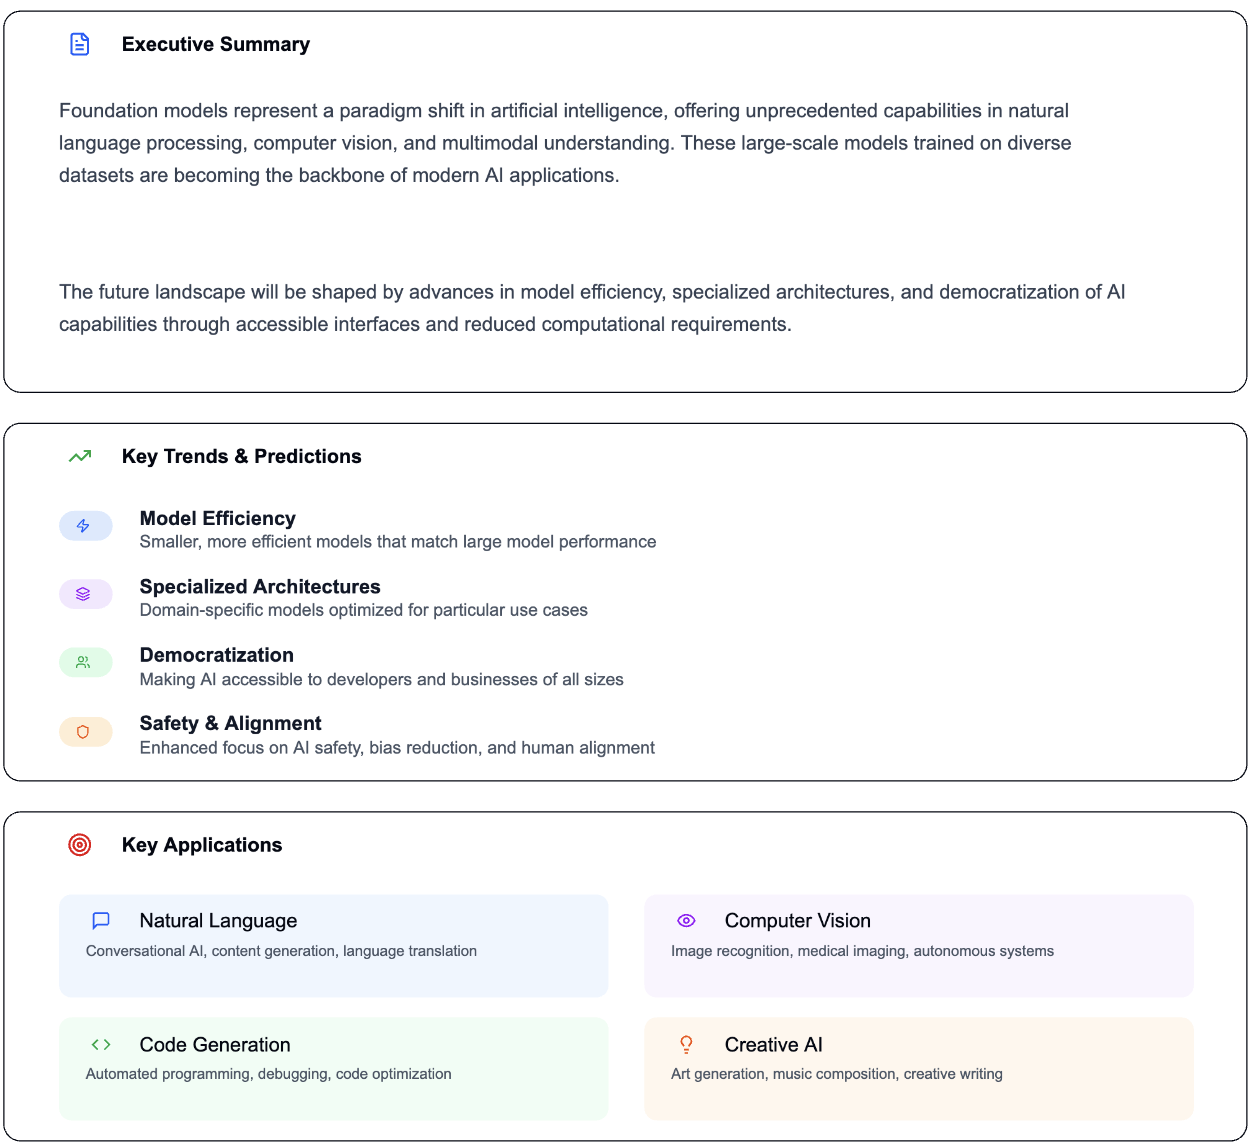 Executive Summary
Foundation models represent a paradigm shift in artificial intelligence, offering unprecedented capabilities in natural
language processing, computer vision, and multimodal understanding. These large-scale models trained on diverse
datasets are becoming the backbone of modern AI applications.
The future landscape will be shaped by advances in model efficiency, specialized architectures, and democratization of AI
capabilities through accessible interfaces and reduced computational requirements.
Key Trends & Predictions
Model Efficiency
Smaller, more efficient models that match large model performance
Specialized Architectures
Domain-specific models optimized for particular use cases
Democratization
Making AI accessible to developers and businesses of all sizes
Safety & Alignment
Enhanced focus on AI safety, bias reduction, and human alignment
Key Applications
Natural Language
Conversational AI, content generation, language translation
Computer Vision
Image recognition, medical imaging, autonomous systems
Code Generation
Automated programming, debugging, code optimization
Creative AI
Art generation, music composition, creative writing